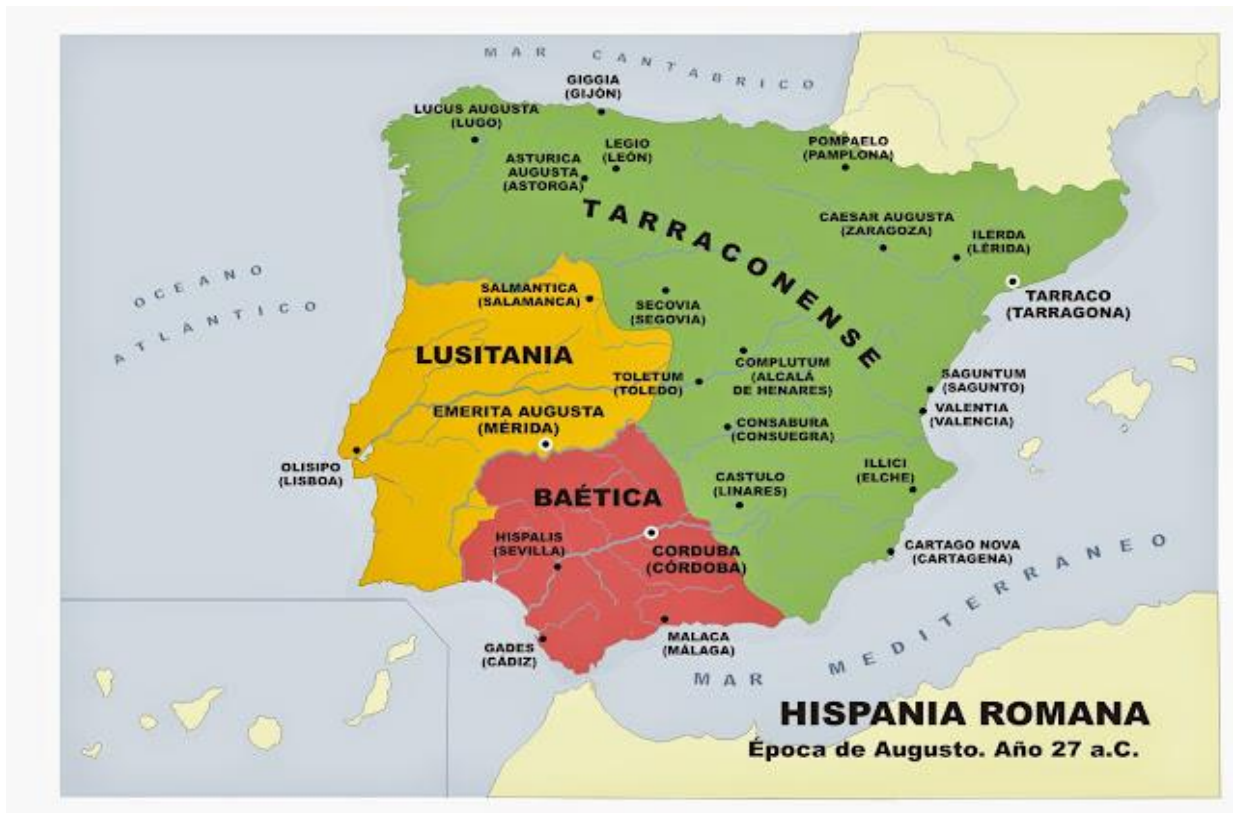 MAR CANTABRICO
GIGGIA
(GIJÓN)
LUCUS AUGUSTA
(LUGO)
LEGIO
(LEÓN)
ASTURICA
AUGUSTA
(ASTORGA)
POMPAELO
(PAMPLONA)
TARRACONENSE
CAESAR AUGUSTA
(ZARAGOZA)
ILERDA
(LÉRIDA)
OCEANO
ATLÁNTICO
SALMANTICA
(SALAMANCA)
SECOVIA
(SEGOVIA)
TARRACO
(TARRAGONA)
LUSITANIA
TOLETUM
(TOLEDO)
COMPLUTUM
(ALCALÁ
DE HENARES)
SAGUNTUM
(SAGUNTO)
VALENTIA
(VALENCIA)
EMERITA AUGUSTA
(MÉRIDA)
CONSABURA
(CONSUEGRA)
OLISIPO
(LISBOA)
BAÉTICA
CASTULO
(LINARES)
ILLICI
(ELCHE)
HISPALIS
(SEVILLA)
CORDUBA
(CÓRDOBA)
CARTAGO NOVA
(CARTAGENA)
GADES
(CÁDIZ)
MALACA
(MÁLAGA)
MAR MEDITERRANEO
HISPANIA ROMANA
Época de Augusto. Año 27 a.C.